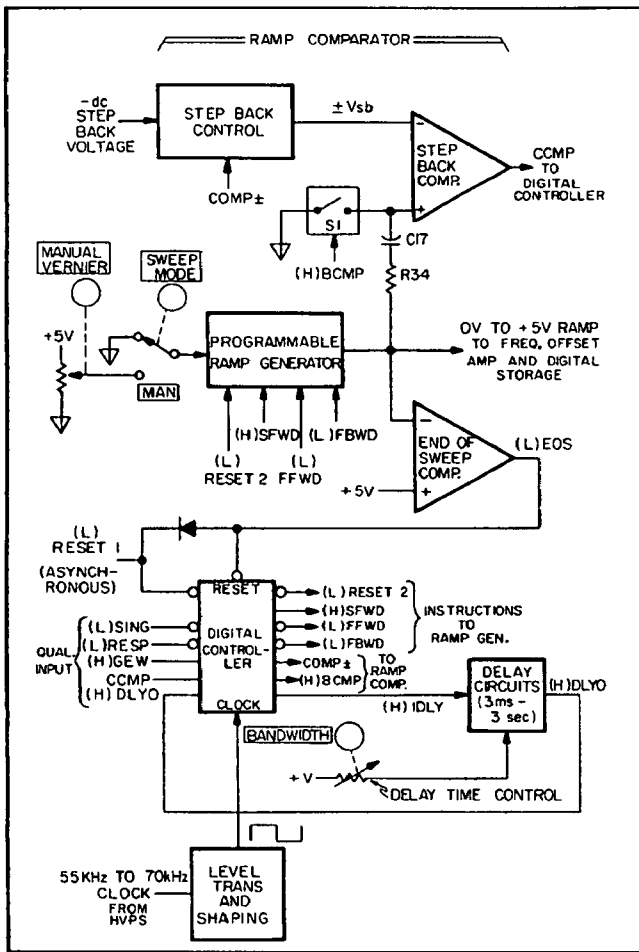 RAMP COMPARATOR
-dc
STEP
BACK
VOLTAGE
STEP BACK
CONTROL
± Vsb
COMP±
-
STEP
BACK
COMP.
+
CCMP
TO
DIGITAL
CONTROLLER
S1
(H)BCMP
C17
R34
MANUAL
VERNIER
SWEEP
MODE
+5V
MAN
PROGRAMMABLE
RAMP GENERATOR
OV TO +5V RAMP
TO FREQ. OFFSET
AMP AND DIGITAL
STORAGE
(L)
RESET 2
(H)SFWD
(L)
FFWD
(L)FBWD
-
END OF
SWEEP
COMP.
+
+5V
(L)EOS
(L)
RESET 1
(ASYNCH-
RONOUS)
RESET
DIGITAL
CONTROL-
LER
CLOCK
QUAL
INPUT
(L)SING
(L)RESP
(H)GEW
CCMP
(H) DLYO
(L)RESET 2
(H)SFWD
(L)FFWD
(L)FBWD
INSTRUCTIONS
TO
RAMP GEN.
COMP±
(H)BCMP
TO
RAMP
COMP.
(H) IDLY
DELAY
CIRCUITS
(3ms-
3 sec)
(H)DLYO
BANDWIDTH
+V
DELAY TIME CONTROL
55KHz TO 70kHz
CLOCK
FROM
HVPS
LEVEL
TRANS
AND
SHAPING